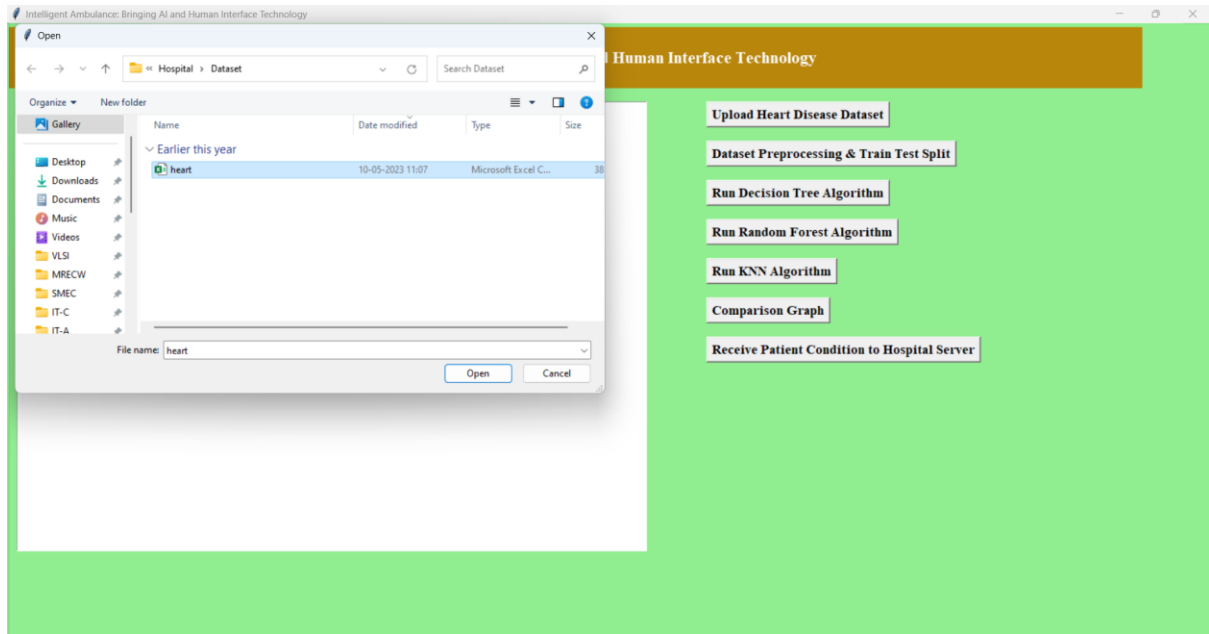 Intelligent Ambulance: Bringing AI and Human Interface Technology
Open
Human Interface Technology
« Hospital › Dataset
Search Dataset
Organize
New folder
Gallery
Desktop
Downloads
Documents
Music
Videos
VLSI
MRECW
SMEC
IT-C
IT-A
Name Date modified Type Size
Earlier this year
heart 10-05-2023 11:07 Microsoft Excel C... 38
File name: heart
Open
Cancel
Upload Heart Disease Dataset
Dataset Preprocessing & Train Test Split
Run Decision Tree Algorithm
Run Random Forest Algorithm
Run KNN Algorithm
Comparison Graph
Receive Patient Condition to Hospital Server